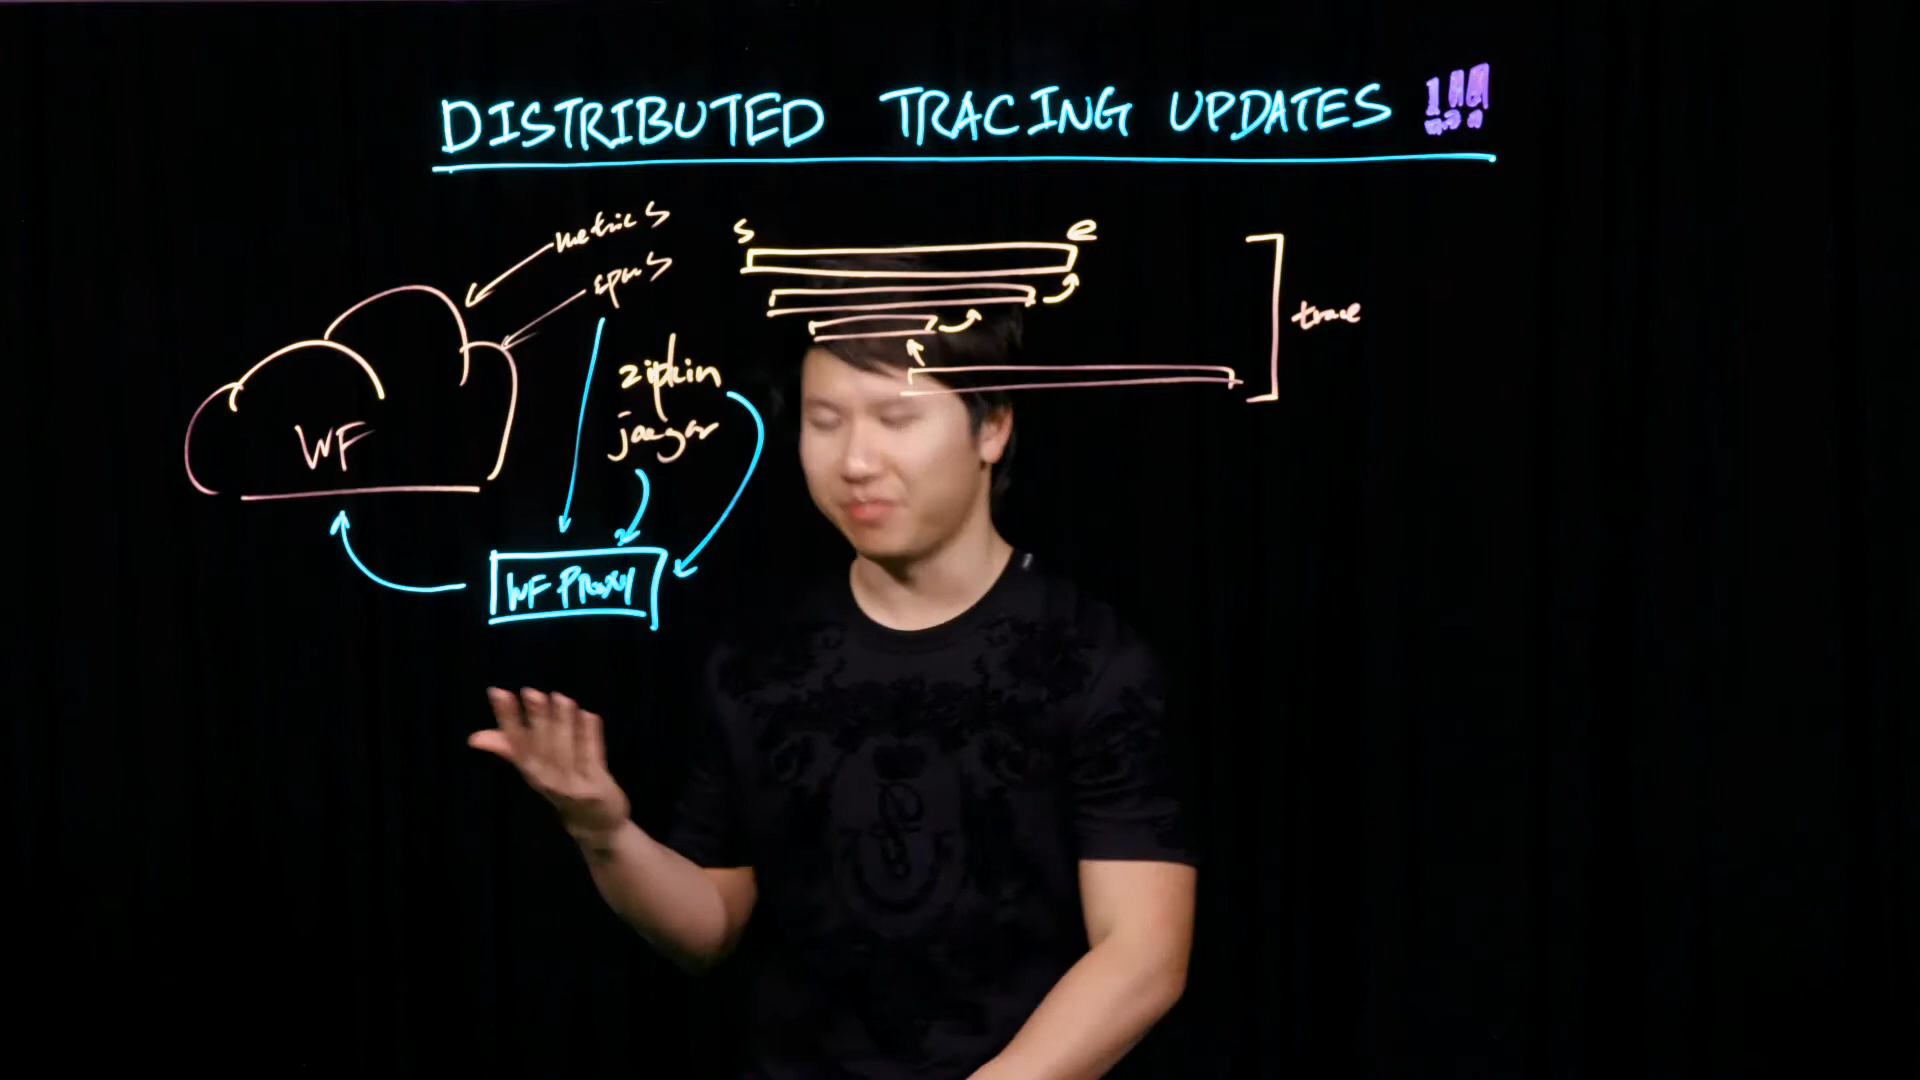 DISTRIBUTED TRACING UPDATES !!!
metrics
spans
s e
trace
zipkin
jaeger
WF
WF PROXY